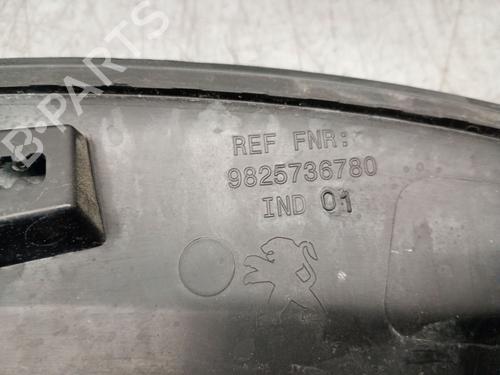 REF FNR:
9825736780
IND 01
B-Parts